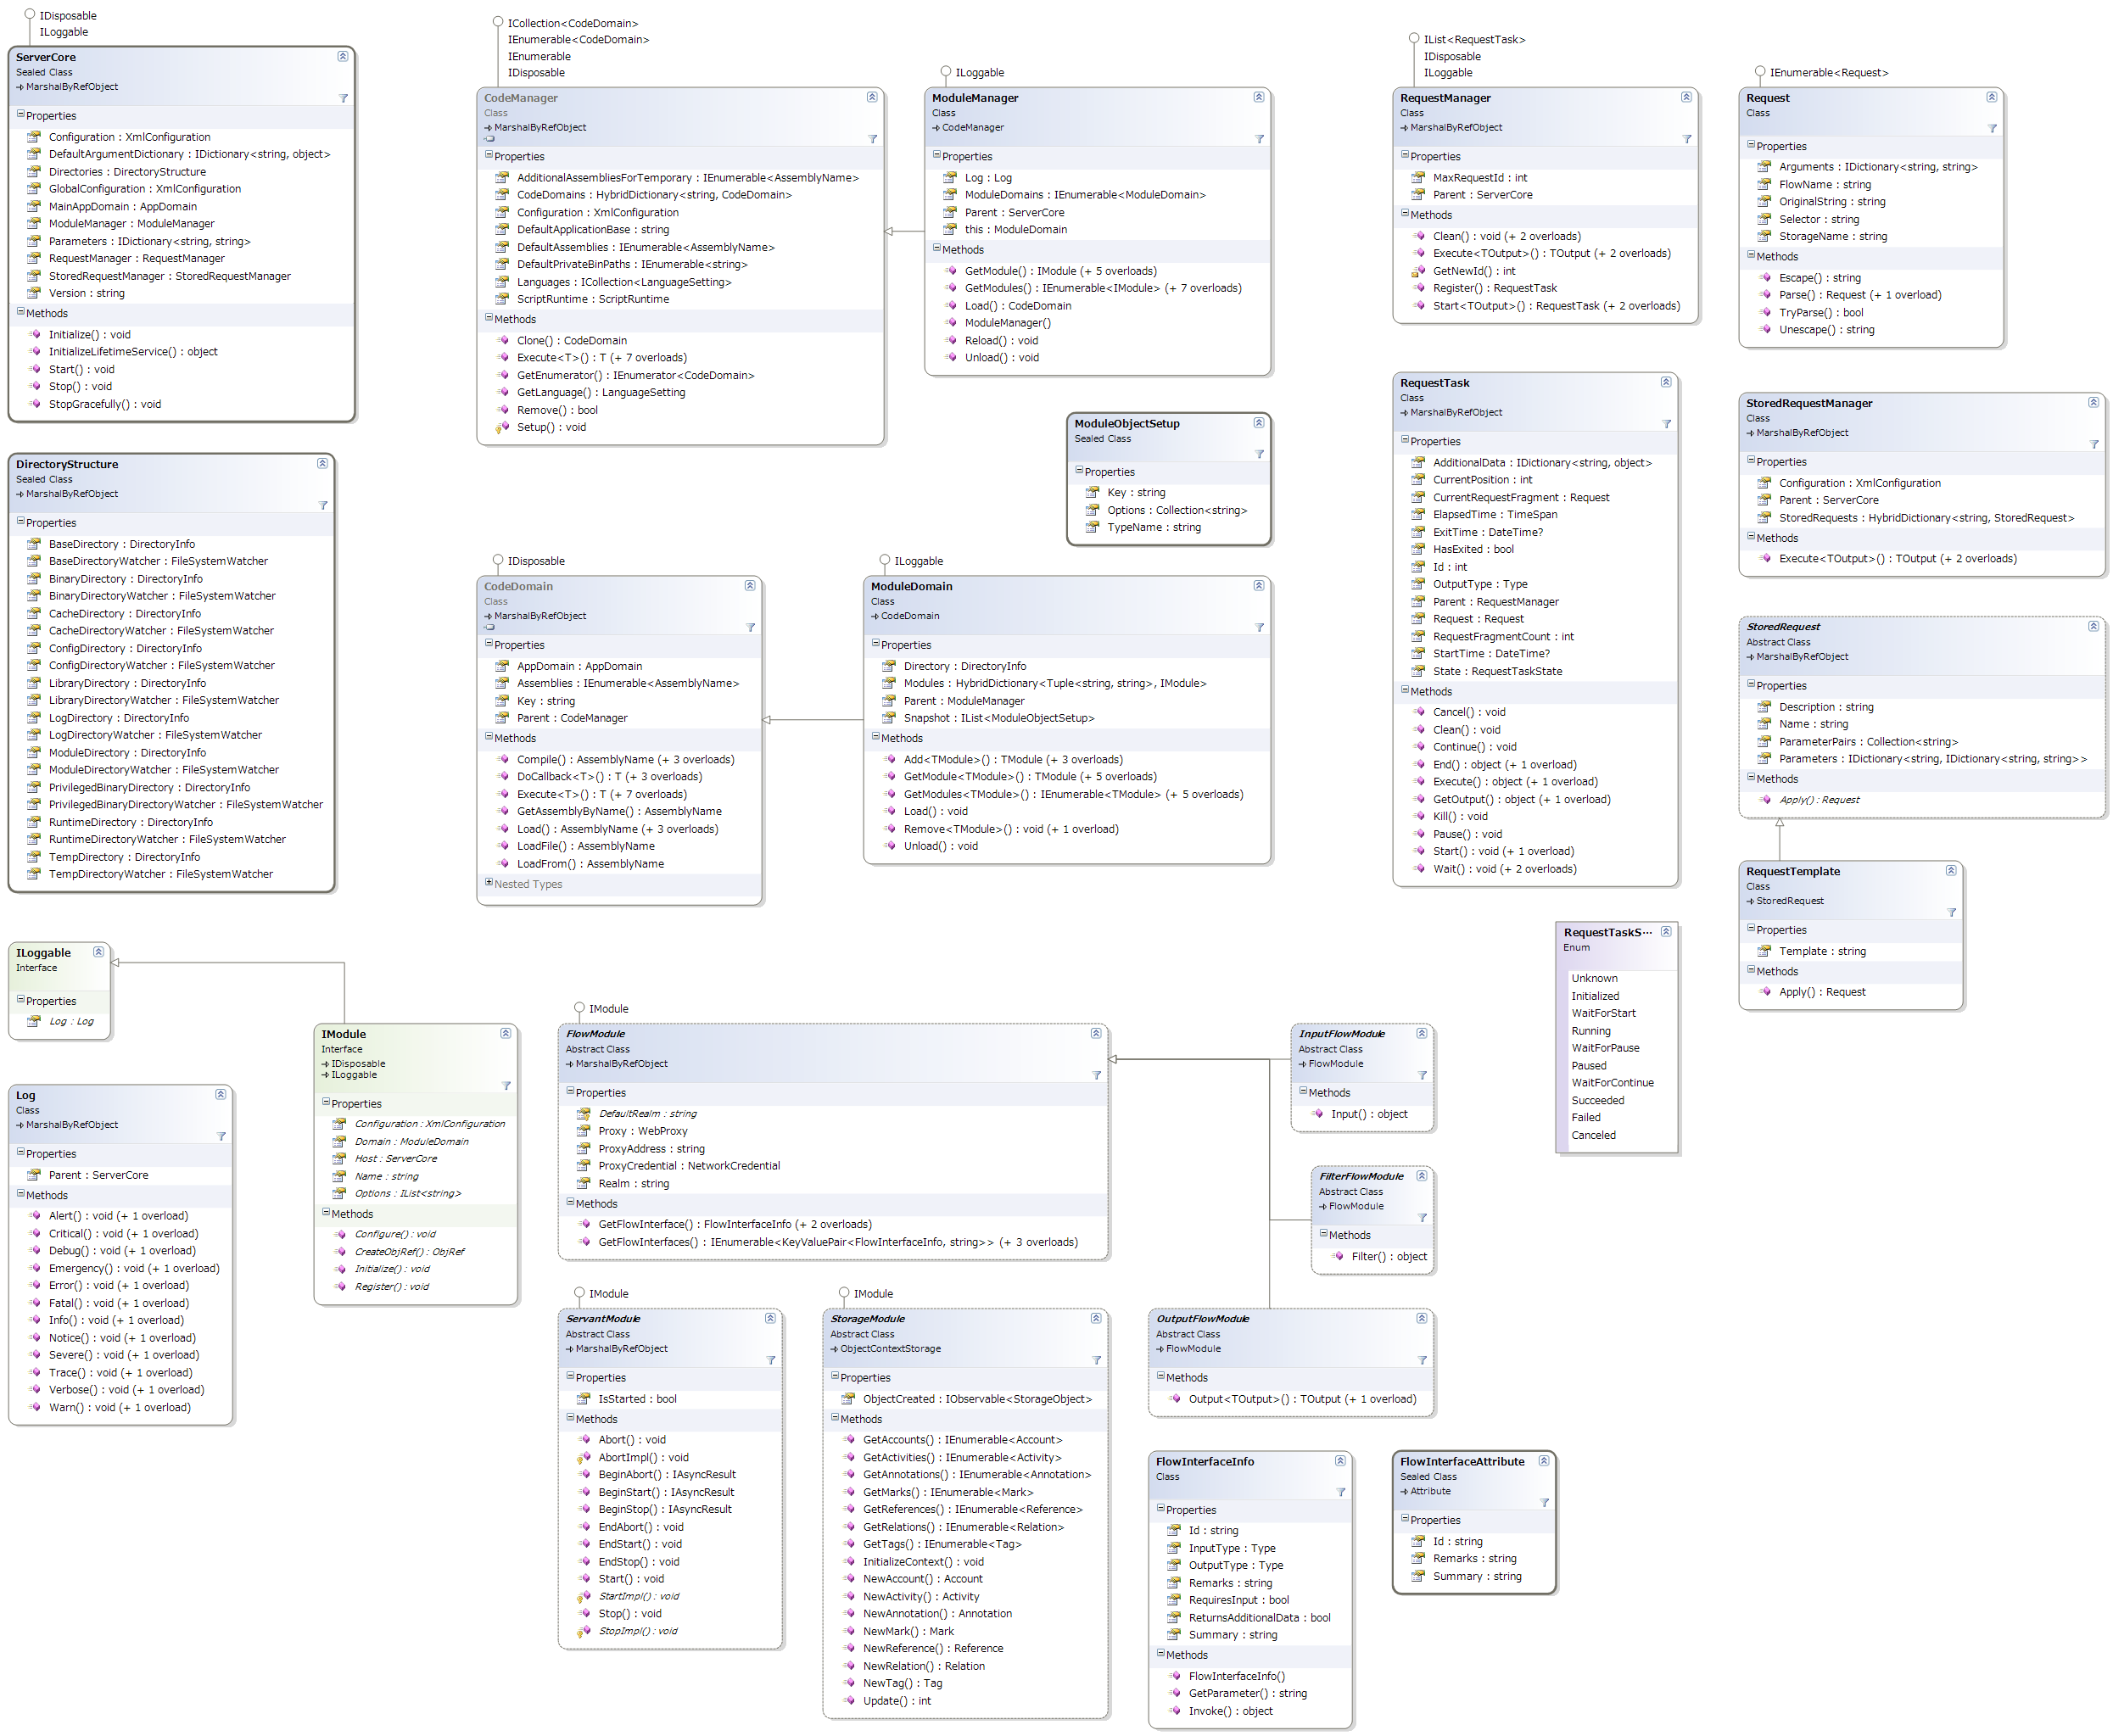 IDisposable
ILoggable
ServerCore
Sealed Class
MarshalByRefObject
Properties
Configuration : XmlConfiguration
DefaultArgumentDictionary : IDictionary<string, object>
Directories : DirectoryStructure
GlobalConfiguration : XmlConfiguration
MainAppDomain : AppDomain
ModuleManager : ModuleManager
Parameters : IDictionary<string, string>
RequestManager : RequestManager
StoredRequestManager : StoredRequestManager
Version : string
Methods
Initialize() : void
InitializeLifetimeService() : object
Start() : void
Stop() : void
StopGracefully() : void
DirectoryStructure
Sealed Class
MarshalByRefObject
Properties
BaseDirectory : DirectoryInfo
BaseDirectoryWatcher : FileSystemWatcher
BinaryDirectory : DirectoryInfo
BinaryDirectoryWatcher : FileSystemWatcher
CacheDirectory : DirectoryInfo
CacheDirectoryWatcher : FileSystemWatcher
ConfigDirectory : DirectoryInfo
ConfigDirectoryWatcher : FileSystemWatcher
LibraryDirectory : DirectoryInfo
LibraryDirectoryWatcher : FileSystemWatcher
LogDirectory : DirectoryInfo
LogDirectoryWatcher : FileSystemWatcher
ModuleDirectory : DirectoryInfo
ModuleDirectoryWatcher : FileSystemWatcher
PrivilegedBinaryDirectory : DirectoryInfo
PrivilegedBinaryDirectoryWatcher : FileSystemWatcher
RuntimeDirectory : DirectoryInfo
RuntimeDirectoryWatcher : FileSystemWatcher
TempDirectory : DirectoryInfo
TempDirectoryWatcher : FileSystemWatcher
ILoggable
Interface
Properties
Log : Log
Log
Class
MarshalByRefObject
Properties
Parent : ServerCore
Methods
Alert() : void (+ 1 overload)
Critical() : void (+ 1 overload)
Debug() : void (+ 1 overload)
Emergency() : void (+ 1 overload)
Error() : void (+ 1 overload)
Fatal() : void (+ 1 overload)
Info() : void (+ 1 overload)
Notice() : void (+ 1 overload)
Severe() : void (+ 1 overload)
Trace() : void (+ 1 overload)
Verbose() : void (+ 1 overload)
Warn() : void (+ 1 overload)
IModule
Interface
IDisposable
ILoggable
Properties
Configuration : XmlConfiguration
Domain : ModuleDomain
Host : ServerCore
Name : string
Options : IList<string>
Methods
Configure() : void
CreateObjRef() : ObjRef
Initialize() : void
Register() : void
ICollection<CodeDomain>
IEnumerable<CodeDomain>
IEnumerable
IDisposable
CodeManager
Class
MarshalByRefObject
Properties
AdditionalAssembliesForTemporary : IEnumerable<AssemblyName>
CodeDomains : HybridDictionary<string, CodeDomain>
Configuration : XmlConfiguration
DefaultApplicationBase : string
DefaultAssemblies : IEnumerable<AssemblyName>
DefaultPrivateBinPaths : IEnumerable<string>
Languages : ICollection<LanguageSetting>
ScriptRuntime : ScriptRuntime
Methods
Clone() : CodeDomain
Execute<T>() : T (+ 7 overloads)
GetEnumerator() : IEnumerator<CodeDomain>
GetLanguage() : LanguageSetting
Remove() : bool
Setup() : void
ILoggable
ModuleManager
Class
CodeManager
Properties
Log : Log
ModuleDomains : IEnumerable<ModuleDomain>
Parent : ServerCore
this : ModuleDomain
Methods
GetModule() : IModule (+ 5 overloads)
GetModules() : IEnumerable<IModule> (+ 7 overloads)
Load() : CodeDomain
ModuleManager()
Reload() : void
Unload() : void
ModuleObjectSetup
Sealed Class
Properties
Key : string
Options : Collection<string>
TypeName : string
IDisposable
CodeDomain
Class
MarshalByRefObject
Properties
AppDomain : AppDomain
Assemblies : IEnumerable<AssemblyName>
Key : string
Parent : CodeManager
Methods
Compile() : AssemblyName (+ 3 overloads)
DoCallback<T>() : T (+ 3 overloads)
Execute<T>() : T (+ 7 overloads)
GetAssemblyByName() : AssemblyName
Load() : AssemblyName (+ 3 overloads)
LoadFile() : AssemblyName
LoadFrom() : AssemblyName
Nested Types
ILoggable
ModuleDomain
Class
CodeDomain
Properties
Directory : DirectoryInfo
Modules : HybridDictionary<Tuple<string, string>, IModule>
Parent : ModuleManager
Snapshot : IList<ModuleObjectSetup>
Methods
Add<TModule>() : TModule (+ 3 overloads)
GetModule<TModule>() : TModule (+ 5 overloads)
GetModules<TModule>() : IEnumerable<TModule> (+ 5 overloads)
Load() : void
Remove<TModule>() : void (+ 1 overload)
Unload() : void
IList<RequestTask>
IDisposable
ILoggable
RequestManager
Class
MarshalByRefObject
Properties
MaxRequestId : int
Parent : ServerCore
Methods
Clean() : void (+ 2 overloads)
Execute<TOutput>() : TOutput (+ 2 overloads)
GetNewId() : int
Register() : RequestTask
Start<TOutput>() : RequestTask (+ 2 overloads)
RequestTask
Class
MarshalByRefObject
Properties
AdditionalData : IDictionary<string, object>
CurrentPosition : int
CurrentRequestFragment : Request
ElapsedTime : TimeSpan
ExitTime : DateTime?
HasExited : bool
Id : int
OutputType : Type
Parent : RequestManager
Request : Request
RequestFragmentCount : int
StartTime : DateTime?
State : RequestTaskState
Methods
Cancel() : void
Clean() : void
Continue() : void
End() : object (+ 1 overload)
Execute() : object (+ 1 overload)
GetOutput() : object (+ 1 overload)
Kill() : void
Pause() : void
Start() : void (+ 1 overload)
Wait() : void (+ 2 overloads)
IEnumerable<Request>
Request
Class
Properties
Arguments : IDictionary<string, string>
FlowName : string
OriginalString : string
Selector : string
StorageName : string
Methods
Escape() : string
Parse() : Request (+ 1 overload)
TryParse() : bool
Unescape() : string
StoredRequestManager
Class
MarshalByRefObject
Properties
Configuration : XmlConfiguration
Parent : ServerCore
StoredRequests : HybridDictionary<string, StoredRequest>
Methods
Execute<TOutput>() : TOutput (+ 2 overloads)
StoredRequest
Abstract Class
MarshalByRefObject
Properties
Description : string
Name : string
ParameterPairs : Collection<string>
Parameters : IDictionary<string, IDictionary<string, string>>
Methods
Apply() : Request
RequestTemplate
Class
StoredRequest
Properties
Template : string
Methods
Apply() : Request
RequestTaskS...
Enum
Unknown
Initialized
WaitForStart
Running
WaitForPause
Paused
WaitForContinue
Succeeded
Failed
Canceled
IModule
FlowModule
Abstract Class
MarshalByRefObject
Properties
DefaultRealm : string
Proxy : WebProxy
ProxyAddress : string
ProxyCredential : NetworkCredential
Realm : string
Methods
GetFlowInterface() : FlowInterfaceInfo (+ 2 overloads)
GetFlowInterfaces() : IEnumerable<KeyValuePair<FlowInterfaceInfo, string>> (+ 3 overloads)
InputFlowModule
Abstract Class
FlowModule
Methods
Input() : object
FilterFlowModule
Abstract Class
FlowModule
Methods
Filter() : object
IModule
ServantModule
Abstract Class
MarshalByRefObject
Properties
IsStarted : bool
Methods
Abort() : void
AbortImpl() : void
BeginAbort() : IAsyncResult
BeginStart() : IAsyncResult
BeginStop() : IAsyncResult
EndAbort() : void
EndStart() : void
EndStop() : void
Start() : void
StartImpl() : void
Stop() : void
StopImpl() : void
IModule
StorageModule
Abstract Class
ObjectContextStorage
Properties
ObjectCreated : IObservable<StorageObject>
Methods
GetAccounts() : IEnumerable<Account>
GetActivities() : IEnumerable<Activity>
GetAnnotations() : IEnumerable<Annotation>
GetMarks() : IEnumerable<Mark>
GetReferences() : IEnumerable<Reference>
GetRelations() : IEnumerable<Relation>
GetTags() : IEnumerable<Tag>
InitializeContext() : void
NewAccount() : Account
NewActivity() : Activity
NewAnnotation() : Annotation
NewMark() : Mark
NewReference() : Reference
NewRelation() : Relation
NewTag() : Tag
Update() : int
OutputFlowModule
Abstract Class
FlowModule
Methods
Output<TOutput>() : TOutput (+ 1 overload)
FlowInterfaceInfo
Class
Properties
Id : string
InputType : Type
OutputType : Type
Remarks : string
RequiresInput : bool
ReturnsAdditionalData : bool
Summary : string
Methods
FlowInterfaceInfo()
GetParameter() : string
Invoke() : object
FlowInterfaceAttribute
Sealed Class
Attribute
Properties
Id : string
Remarks : string
Summary : string